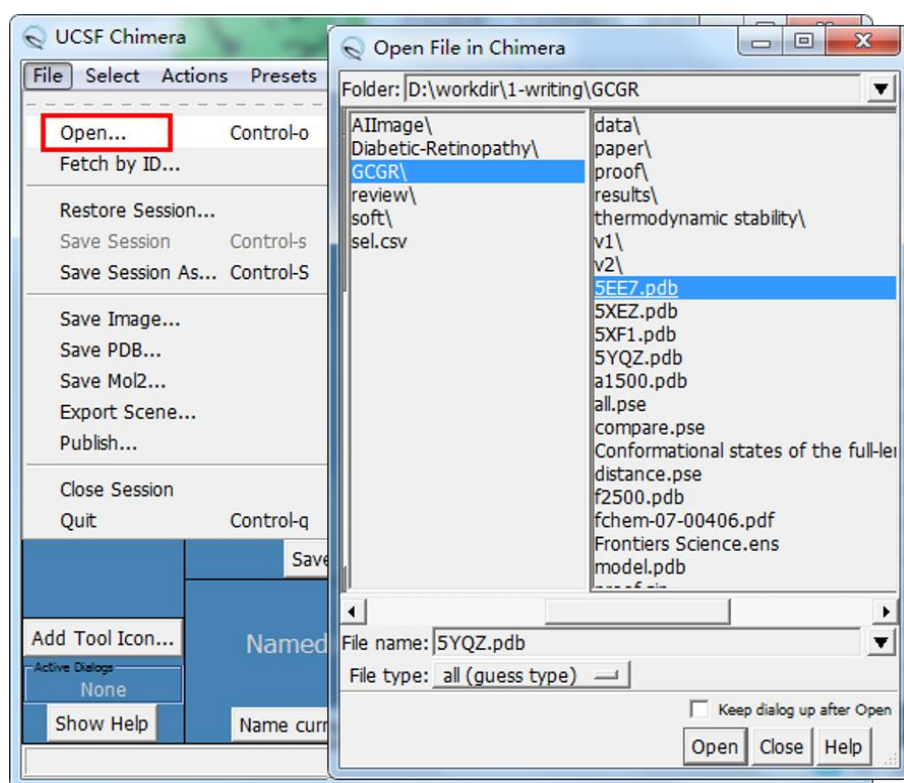 UCSF Chimera
File Select Actions Presets
Open... Control-o
Fetch by ID...
Restore Session...
Save Session Control-s
Save Session As... Control-S
Save Image...
Save PDB...
Save Mol2...
Export Scene...
Publish...
Close Session
Quit Control-q
Save
Add Tool Icon...
Named
Active Dialogs
None
Show Help
Name curr
Open File in Chimera
Folder: D:\workdir\1-writing\GCGR
AIImage\
Diabetic-Retinopathy\
GCGR\
review\
soft\
sel.csv
data\
paper\
proof\
results\
thermodynamic stability\
v1\
v2\
5EE7.pdb
5XEZ.pdb
5XF1.pdb
5YQZ.pdb
a1500.pdb
all.pse
compare.pse
Conformational states of the full-ler
distance.pse
f2500.pdb
fchem-07-00406.pdf
Frontiers Science.ens
model.pdb
File name: 5YQZ.pdb
File type: all (guess type)
Keep dialog up after Open
Open Close Help